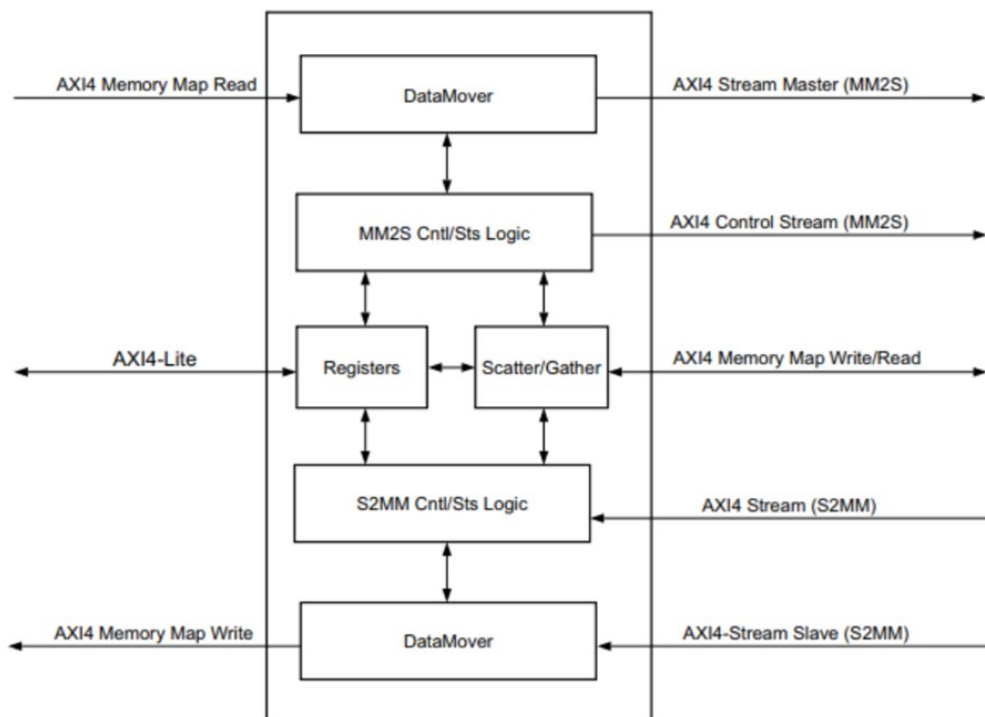 AXI4 Memory Map Read
DataMover
AXI4 Stream Master (MM2S)
MM2S Cntl/Sts Logic
AXI4 Control Stream (MM2S)
AXI4-Lite
Registers
Scatter/Gather
AXI4 Memory Map Write/Read
S2MM Cntl/Sts Logic
AXI4 Stream (S2MM)
AXI4 Memory Map Write
DataMover
AXI4-Stream Slave (S2MM)